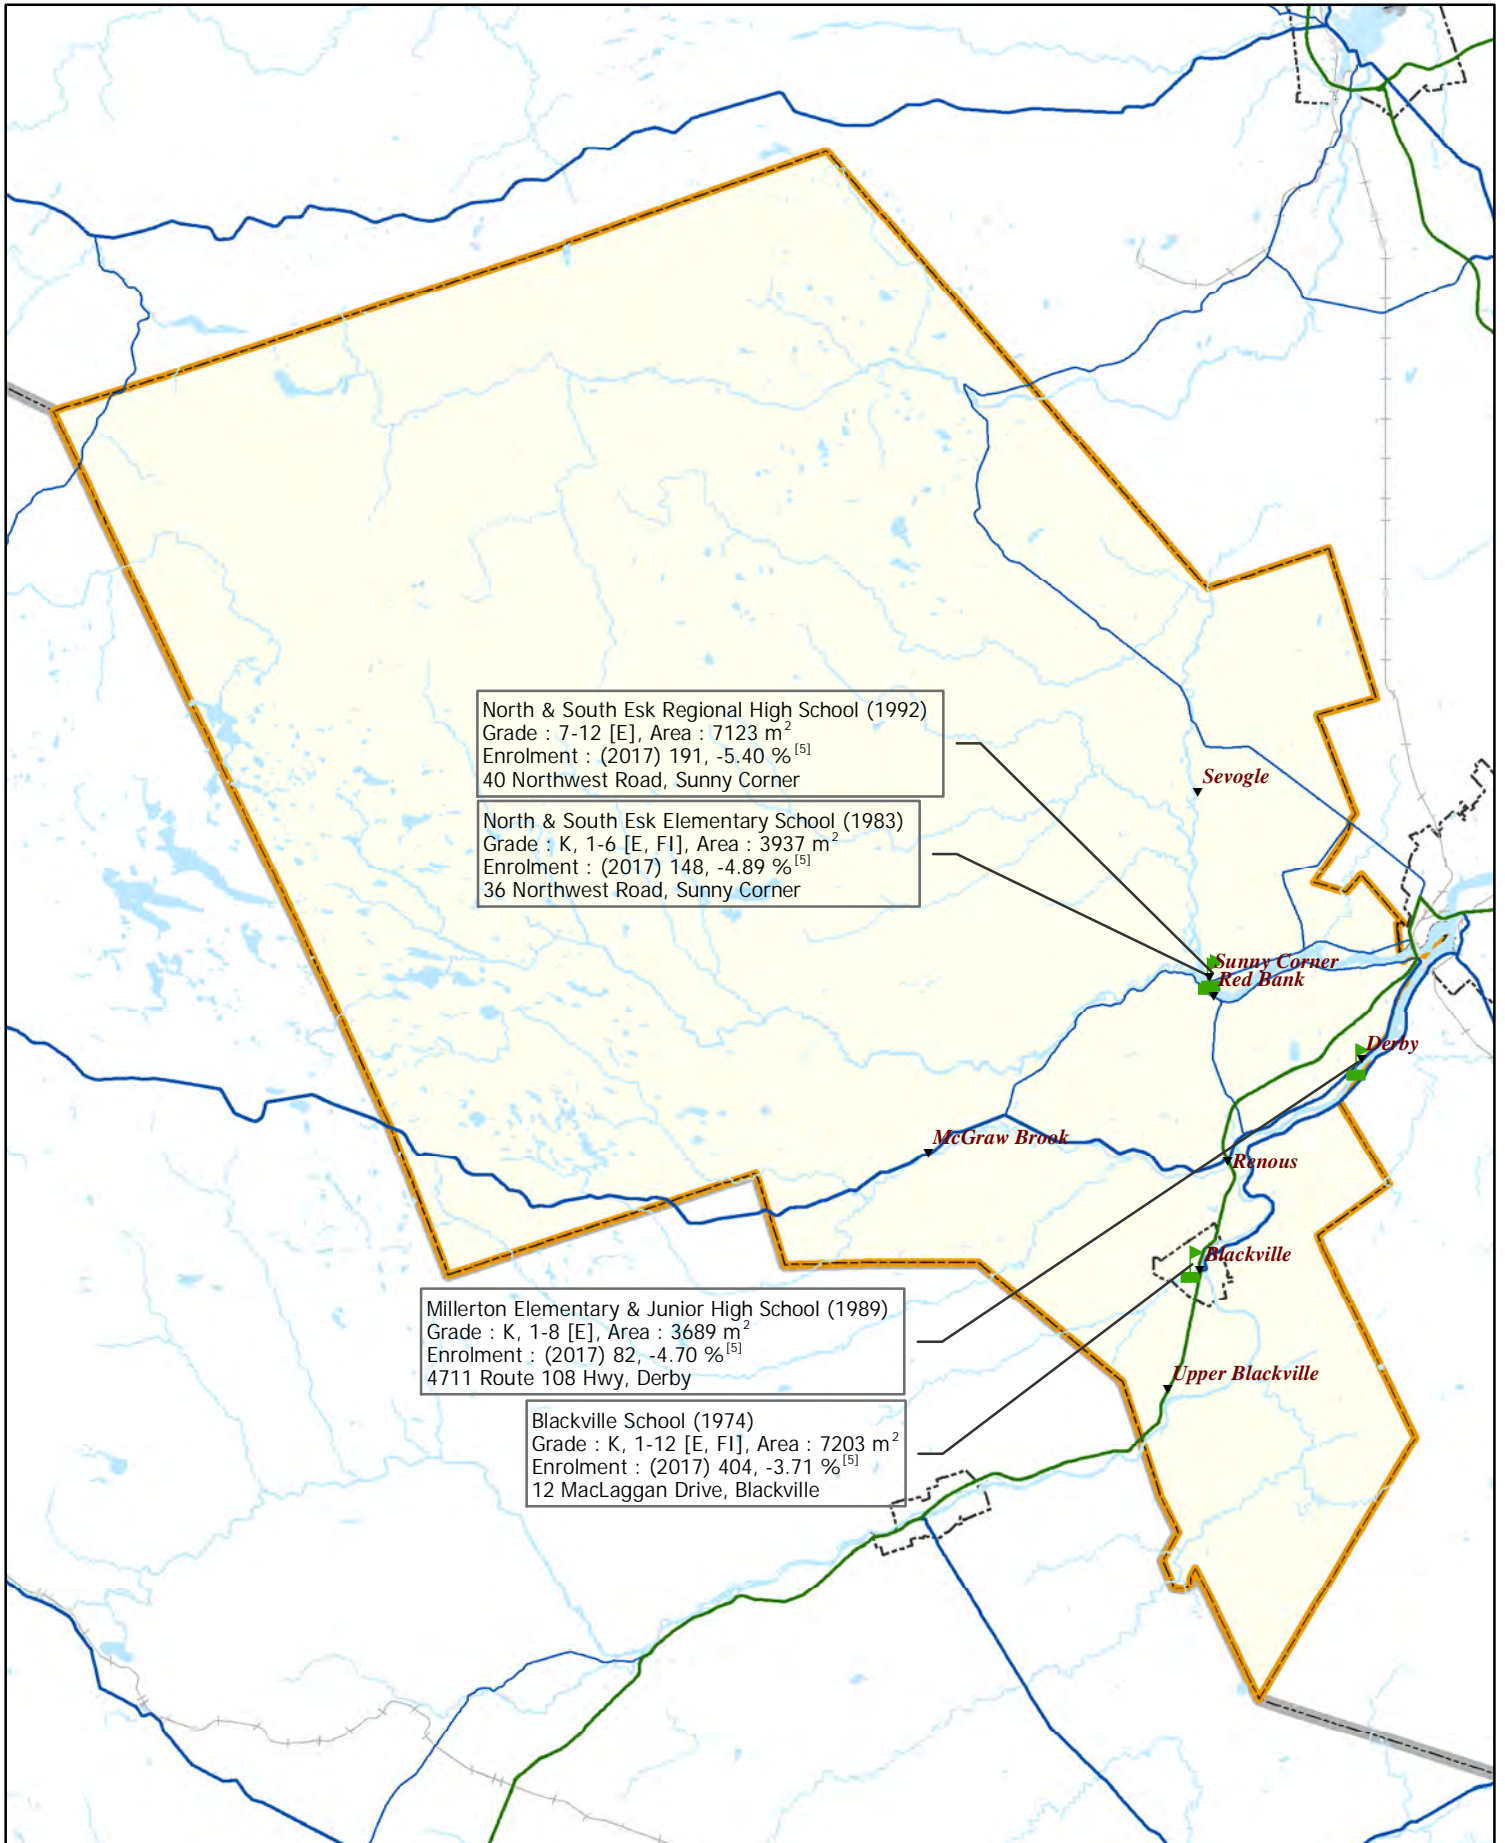 North & South Esk Regional High School (1992)
Grade : 7-12 [E], Area : 7123 m²
Enrolment : (2017) 191, -5.40 % [5]
40 Northwest Road, Sunny Corner
North & South Esk Elementary School (1983)
Grade : K, 1-6 [E, FI], Area : 3937 m²
Enrolment : (2017) 148, -4.89 % [5]
36 Northwest Road, Sunny Corner
Sevogle
Sunny Corner
Red Bank
Derby
McGraw Brook
Renous
Blackville
Millerton Elementary & Junior High School (1989)
Grade : K, 1-8 [E], Area : 3689 m²
Enrolment : (2017) 82, -4.70 % [5]
4711 Route 108 Hwy, Derby
Upper Blackville
Blackville School (1974)
Grade : K, 1-12 [E, FI], Area : 7203 m²
Enrolment : (2017) 404, -3.71 % [5]
12 MacLaggan Drive, Blackville